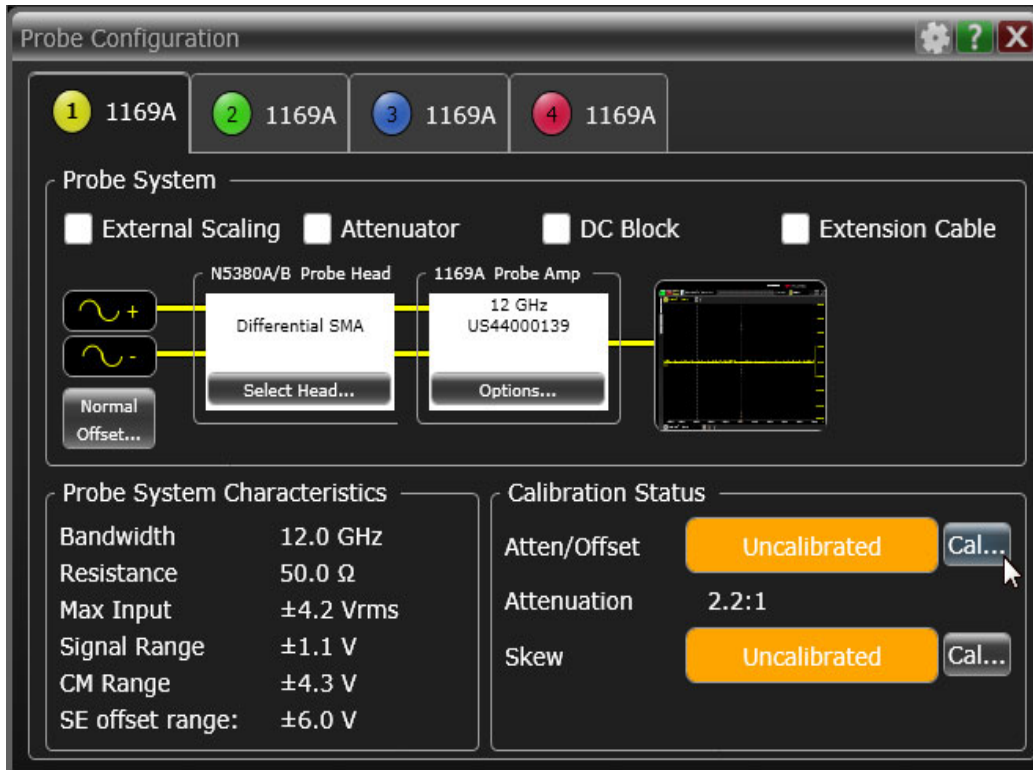 Probe Configuration
1 1169A 2 1169A 3 1169A 4 1169A
Probe System
External Scaling Attenuator DC Block Extension Cable
N5380A/B Probe Head 1169A Probe Amp
Differential SMA
12 GHz
US44000139
Select Head... Options...
Normal
Offset...
Probe System Characteristics
Bandwidth 12.0 GHz
Resistance 50.0 Ω
Max Input ±4.2 Vrms
Signal Range ±1.1 V
CM Range ±4.3 V
SE offset range: ±6.0 V
Calibration Status
Atten/Offset Uncalibrated Cal...
Attenuation 2.2:1
Skew Uncalibrated Cal...